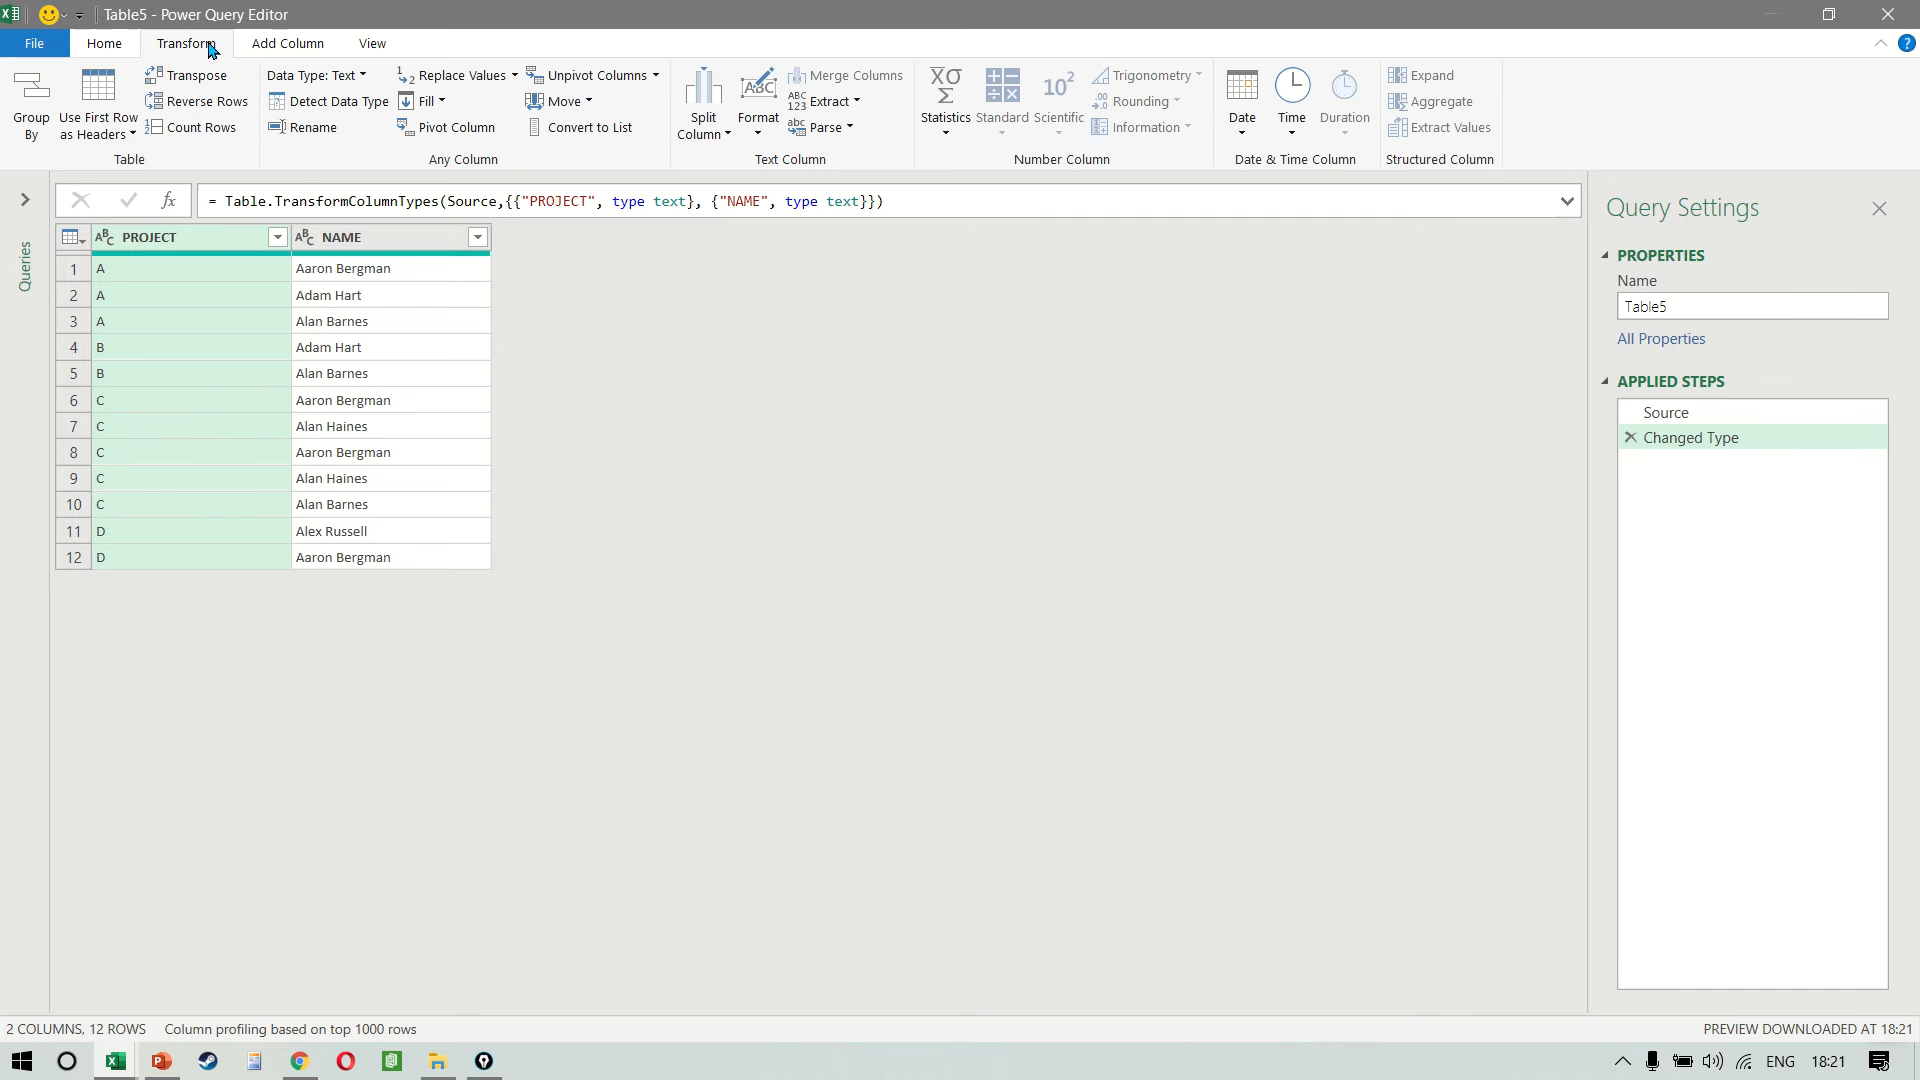 Table5 - Power Query Editor
File
Home
Transform
Add Column
View
Group By
Use First Row as Headers
Transpose
Reverse Rows
Count Rows
Table
Data Type: Text
Detect Data Type
Rename
Replace Values
Fill
Pivot Column
Unpivot Columns
Move
Convert to List
Any Column
Split Column
Format
Merge Columns
Extract
Parse
Text Column
Statistics
Standard
Scientific
Trigonometry
Rounding
Information
Number Column
Date
Time
Duration
Date & Time Column
Expand
Aggregate
Extract Values
Structured Column
Queries
fx
= Table.TransformColumnTypes(Source,{{"PROJECT", type text}, {"NAME", type text}})
PROJECT NAME
1 A Aaron Bergman
2 A Adam Hart
3 A Alan Barnes
4 B Adam Hart
5 B Alan Barnes
6 C Aaron Bergman
7 C Alan Haines
8 C Aaron Bergman
9 C Alan Haines
10 C Alan Barnes
11 D Alex Russell
12 D Aaron Bergman
Query Settings
PROPERTIES
Name
Table5
All Properties
APPLIED STEPS
Source
Changed Type
2 COLUMNS, 12 ROWS Column profiling based on top 1000 rows
PREVIEW DOWNLOADED AT 18:21
ENG 18:21